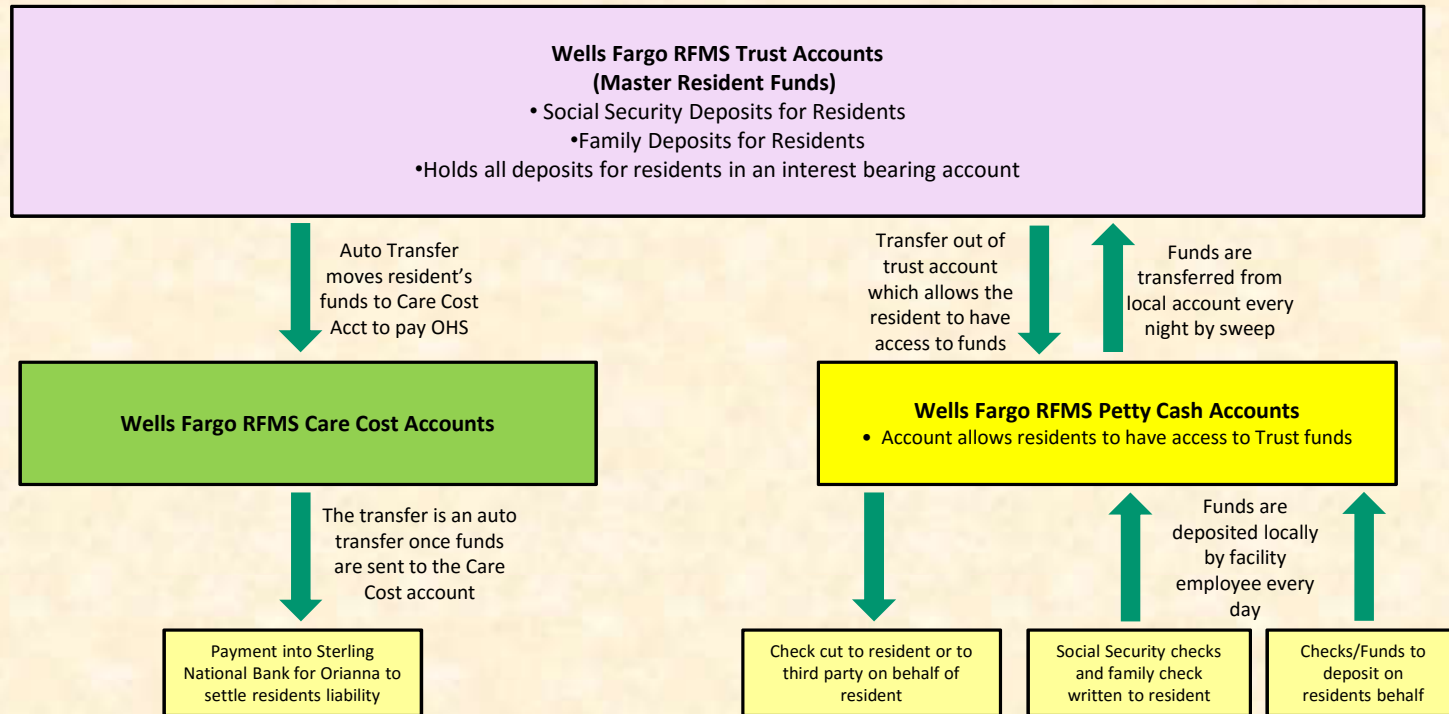 Wells Fargo RFMS Trust Accounts
(Master Resident Funds)
• Social Security Deposits for Residents
•Family Deposits for Residents
•Holds all deposits for residents in an interest bearing account
Auto Transfer
moves resident's
funds to Care Cost
Acct to pay OHS
Transfer out of
trust account
which allows the
resident to have
access to funds
Funds are
transferred from
local account every
night by sweep
Wells Fargo RFMS Care Cost Accounts
Wells Fargo RFMS Petty Cash Accounts
• Account allows residents to have access to Trust funds
The transfer is an auto
transfer once funds
are sent to the Care
Cost account
Funds are
deposited locally
by facility
employee every
day
Payment into Sterling
National Bank for Orianna to
settle residents liability
Check cut to resident or to
third party on behalf of
resident
Social Security checks
and family check
written to resident
Checks/Funds to
deposit on
residents behalf